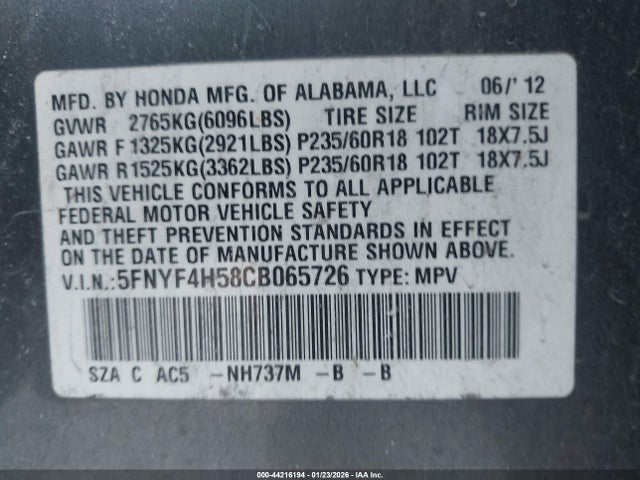 MFD. BY HONDA MFG. OF ALABAMA, LLC 06/' 12
GVWR 2765KG(6096LBS) TIRE SIZE RIM SIZE
GAWR F 1325KG(2921LBS) P235/60R18 102T 18X7.5J
GAWR R 1525KG(3362LBS) P235/60R18 102T 18X7.5J
THIS VEHICLE CONFORMS TO ALL APPLICABLE
FEDERAL MOTOR VEHICLE SAFETY
AND THEFT PREVENTION STANDARDS IN EFFECT
ON THE DATE OF MANUFACTURE SHOWN ABOVE.
V.I.N.:5FNYF4H58CB065726 TYPE: MPV
SZA C AC5 -NH737M -B -B
000-44216194 - 01/23/2026 - IAA Inc.